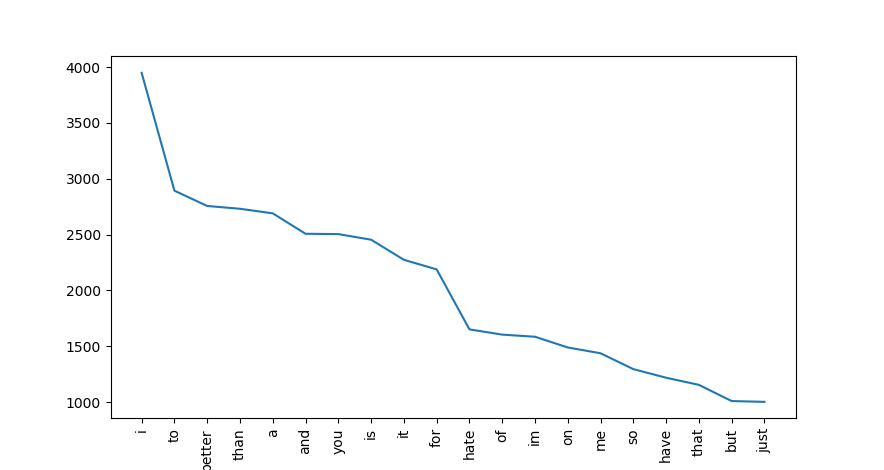 4000
3500
3000
2500
2000
1500
1000
i
to
better
than
a
and
you
is
it
for
hate
of
im
on
me
so
have
that
but
just